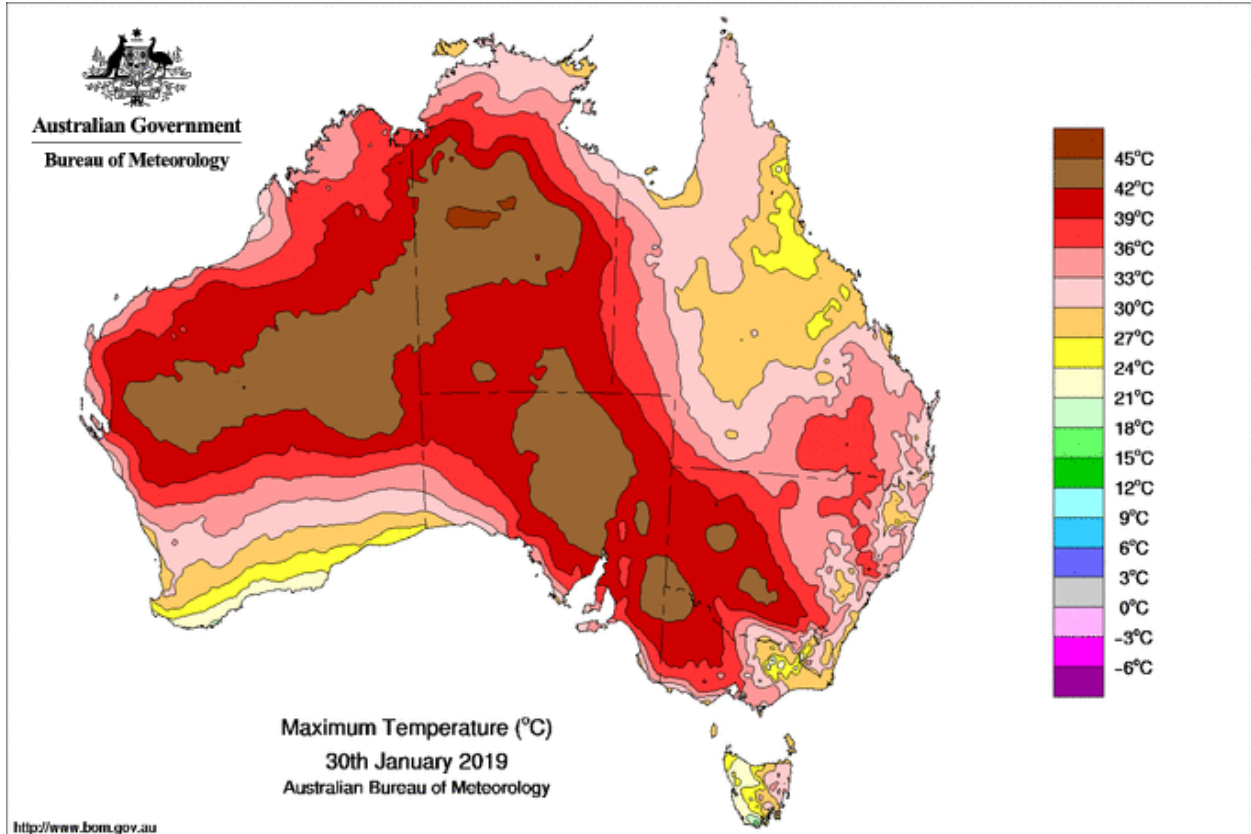 Australian Government
Bureau of Meteorology
45°C
42°C
39°C
36°C
33°C
30°C
27°C
24°C
21°C
18°C
15°C
12°C
9°C
6°C
3°C
0°C
-3°C
-6°C
Maximum Temperature (°C)
30th January 2019
Australian Bureau of Meteorology
http://www.bom.gov.au